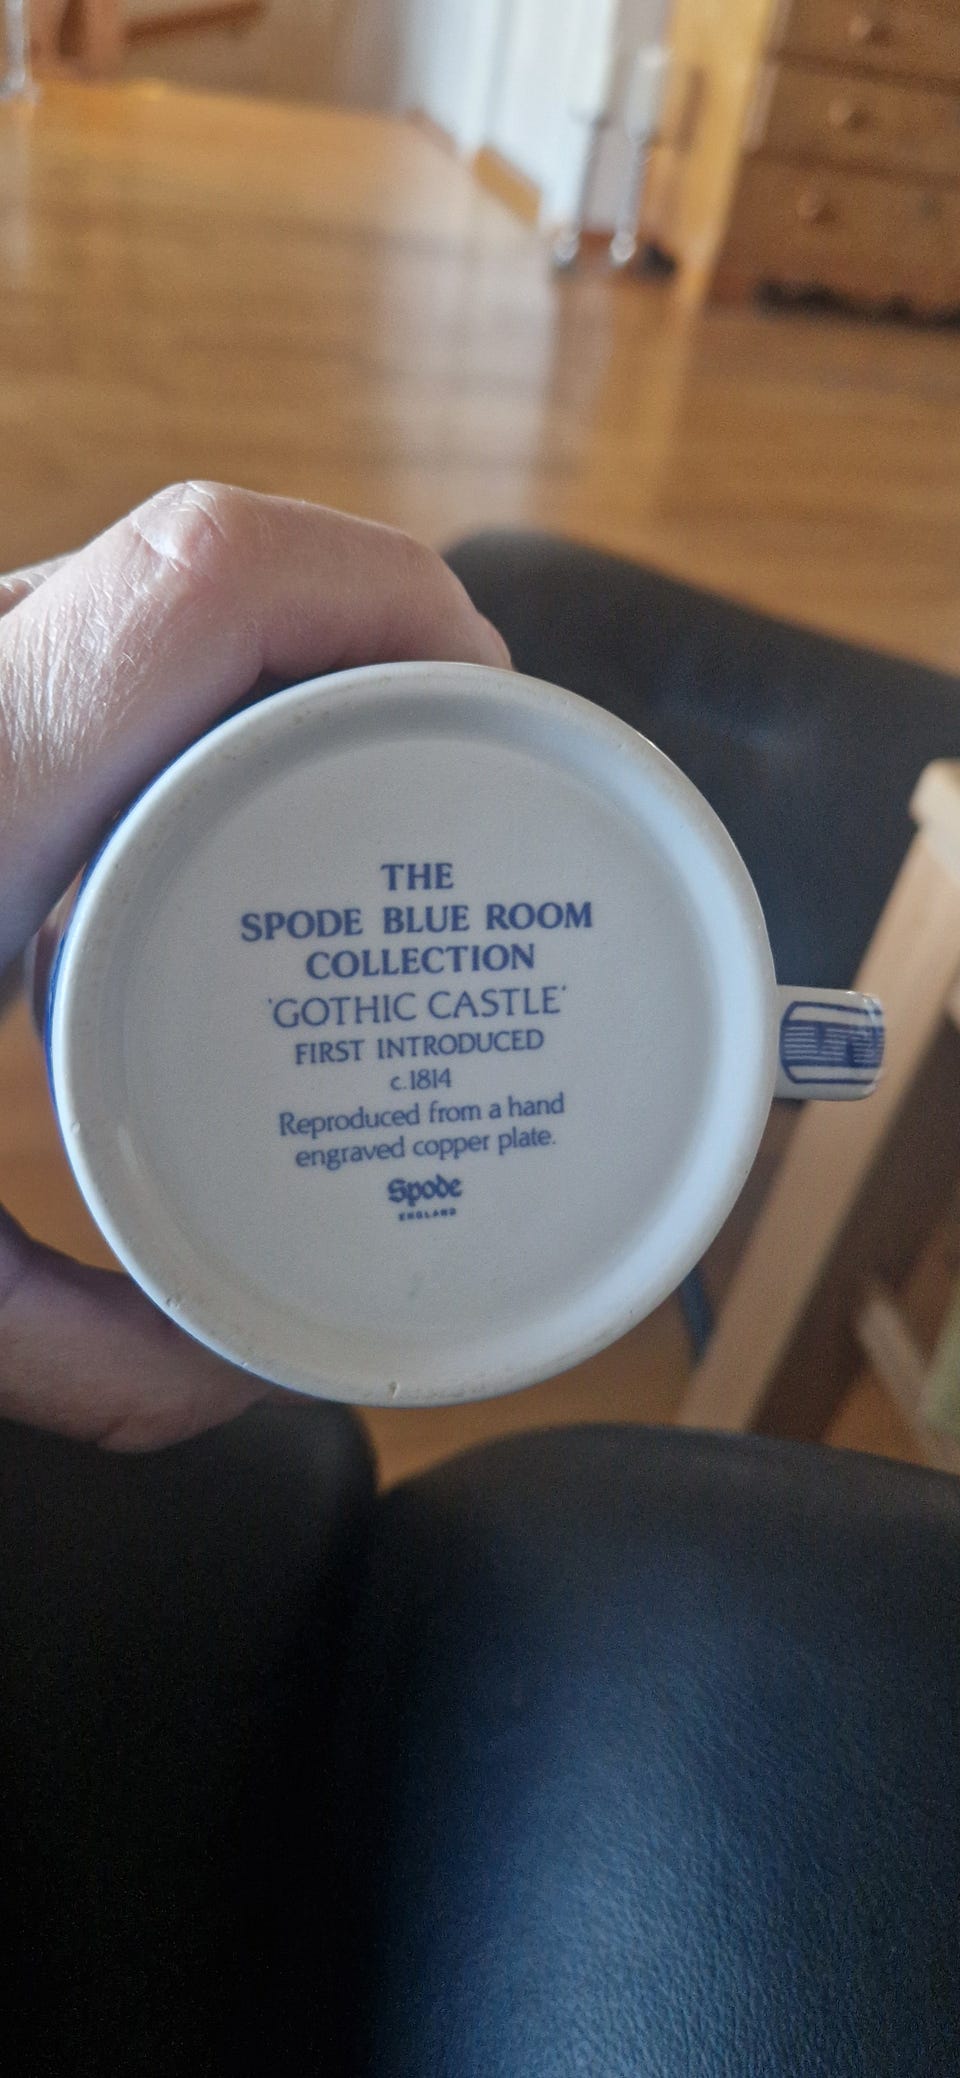 THE
SPODE BLUE ROOM
COLLECTION
'GOTHIC CASTLE'
FIRST INTRODUCED
c.1814
Reproduced from a hand
engraved copper plate.
Spode
ENGLAND